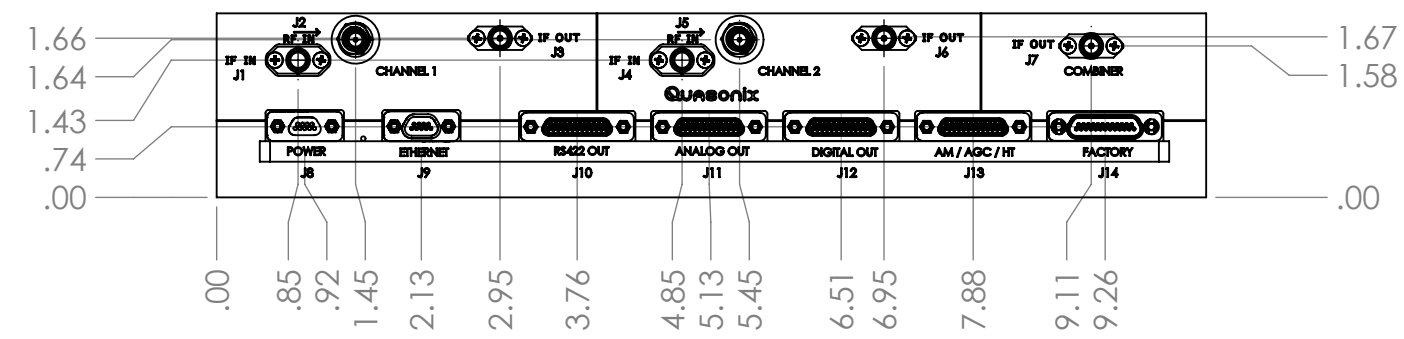 J2
RF IN
IF IN
J1
CHANNEL 1
IF OUT
J3
J5
RF IN
IF IN
J4
CHANNEL 2
IF OUT
J6
IF OUT
J7
COMBINER
Quasonix
POWER
J8
ETHERNET
J9
RS422 OUT
J10
ANALOG OUT
J11
DIGITAL OUT
J12
AM / AGC / HT
J13
FACTORY
J14
1.66
1.64
1.43
.74
.00
1.67
1.58
.00
.00
.85
.92
1.45
2.13
2.95
3.76
4.85
5.13
5.45
6.51
6.95
7.88
9.11
9.26